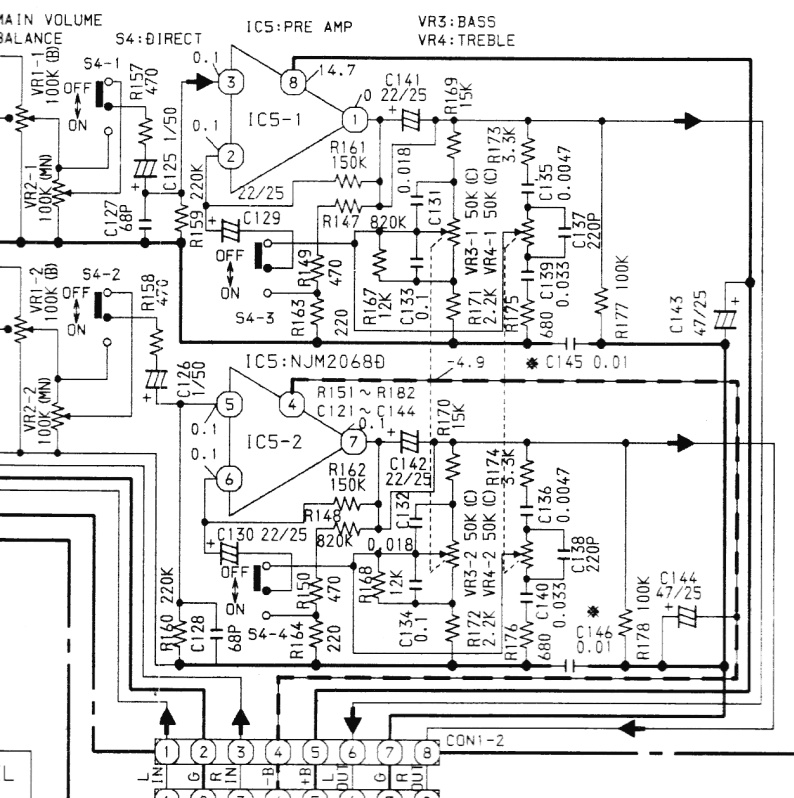 MAIN VOLUME
BALANCE
S4:DIRECT
IC5:PRE AMP
VR3:BASS
VR4:TREBLE
VR1-1
100K (B)
S4-1
OFF
ON
R157
470
0.1
3
8
14.7
IC5-1
1
0
C141
22/25
+
R169
15K
0.1
2
C125 1/50
+
VR2-1
100K (MN)
C127
68P
220K
R159
22/25
C129
+
R161
150K
R147
820K
0.018
C131
R173
3.3K
C135
0.0047
VR3-1 50K (C)
VR4-1 50K (C)
C137
220P
OFF
ON
S4-3
R149
470
R163
220
R167
12K
C133
0.1
R171
2.2K
R175
680
C139
0.033
R177 100K
C143
47/25
+
※ C145 0.01
VR1-2
100K (B)
S4-2
OFF
ON
R158
470
IC5:NJM2068D
-4.9
C126
1/50
+
5
4
R151 ~ R182
C121 ~ C144
0.1
0.1
IC5-2
7
0.1
C142
22/25
+
R170
15K
6
VR2-2
100K (MN)
R162
150K
R148
820K
C132
0.018
R174
3.3K
C136
0.0047
VR3-2 50K (C)
VR4-2 50K (C)
C138
220P
C130 22/25
+
OFF
ON
S4-4
220K
R160
C128
68P
R150
470
R164
220
R168
12K
C134
0.1
R172
2.2K
R176
680
C140
0.033
※
C146
0.01
R178 100K
C144
47/25
+
1
2
3
4
5
6
7
8
CON1-2
L
IN
G
R
IN
-B
+B
L
OUT
G
R
OUT
L